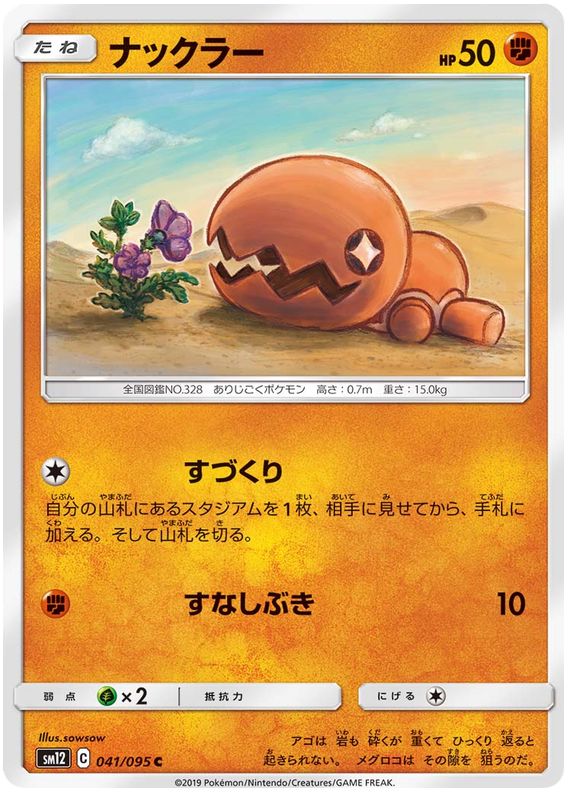 たね ナックラー HP50
全国図鑑NO.328 ありじごくポケモン 高さ:0.7m 重さ:15.0kg
すづくり
自分の山札にあるスタジアムを1枚、相手に見せてから、手札に
加える。そして山札を切る。
すなしぶき 10
弱点 ×2 抵抗力 にげる
Illus.sowsow
sm12 C 041/095 C
アゴは 岩も 砕くが 重くて ひっくり 返ると
起きられない。 メグロコは その隙を 狙うのだ。
©2019 Pokémon/Nintendo/Creatures/GAME FREAK.